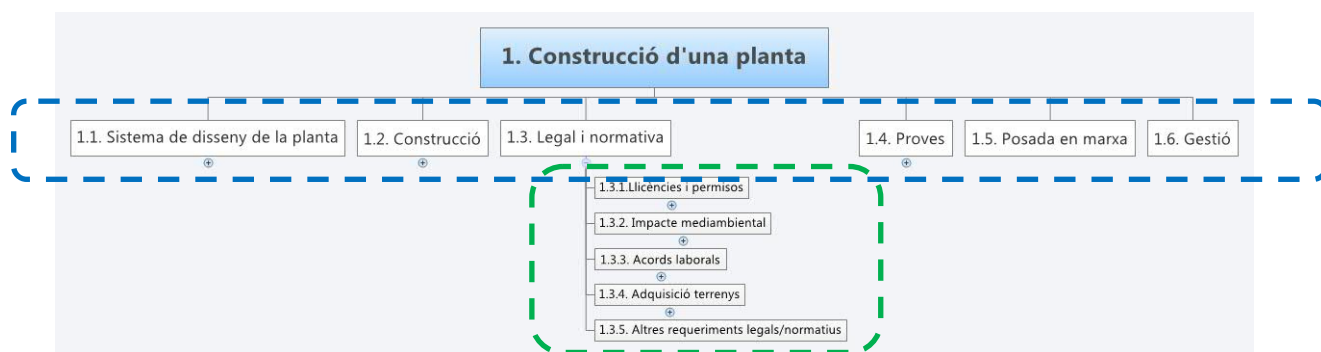 1. Construcció d'una planta
1.1. Sistema de disseny de la planta
1.2. Construcció
1.3. Legal i normativa
1.4. Proves
1.5. Posada en marxa
1.6. Gestió
1.3.1.Llicències i permisos
1.3.2. Impacte mediambiental
1.3.3. Acords laborals
1.3.4. Adquisició terrenys
1.3.5. Altres requeriments legals/normatius